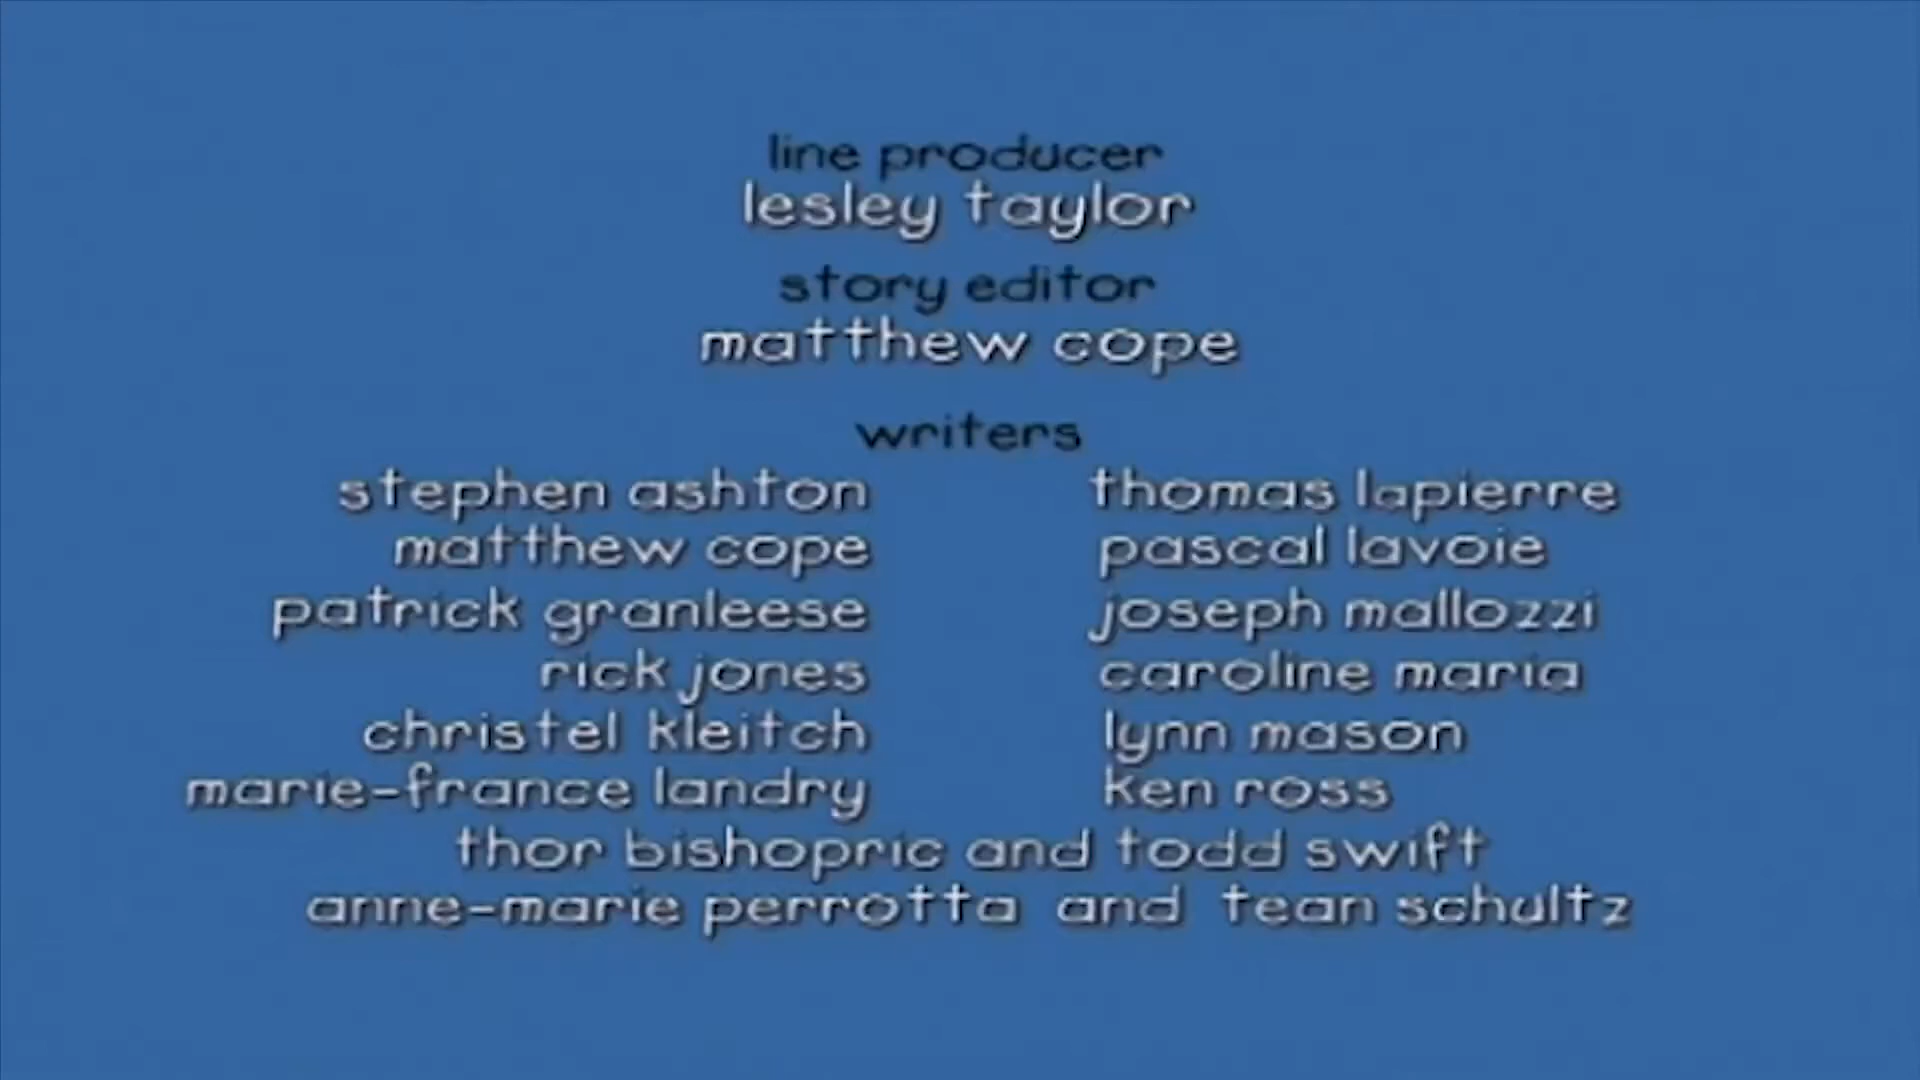 line producer
lesley taylor
story editor
matthew cope
writers
stephen ashton thomas lapierre
matthew cope pascal lavoie
patrick granleese joseph mallozzi
rick jones caroline maria
christel kleitch lynn mason
marie-france landry ken ross
thor bishopric and todd swift
anne-marie perrotta and tean schultz